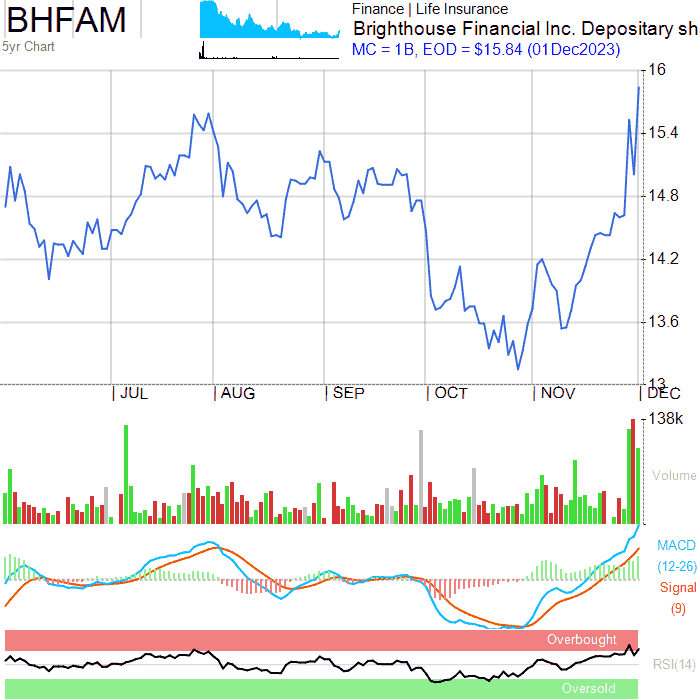 BHFAM
5yr Chart
Finance | Life Insurance
Brighthouse Financial Inc. Depositary sh
MC = 1B, EOD = $15.84 (01Dec2023)
16
15.4
14.8
14.2
13.6
13
JUL
AUG
SEP
OCT
NOV
DEC
138k
Volume
MACD
(12-26)
Signal
(9)
Overbought
RSI(14)
Oversold